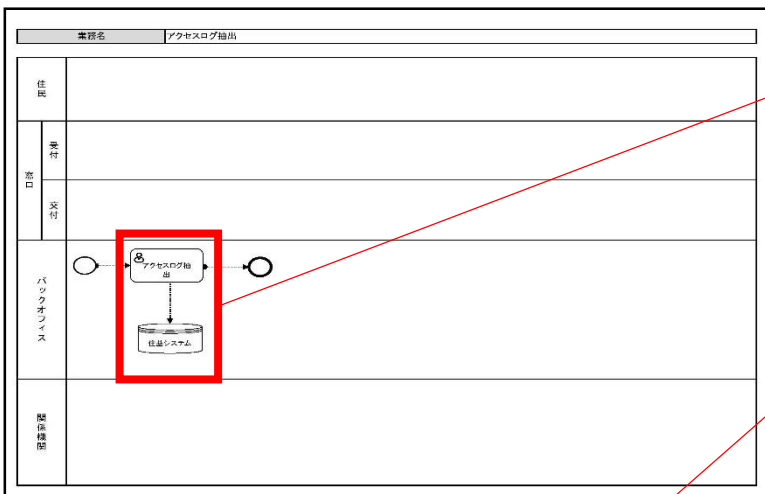 業務名
アクセスログ抽出
住民
窓口
受付
交付
バックオフィス
アクセスログ抽
出
住基システム
関係機関